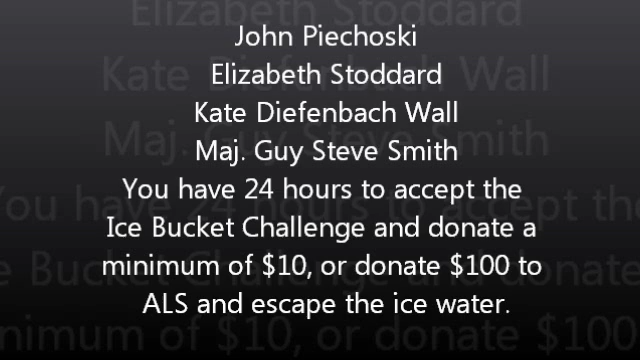 John Piechoski
Elizabeth Stoddard
Kate Diefenbach Wall
Maj. Guy Steve Smith
You have 24 hours to accept the
Ice Bucket Challenge and donate a
minimum of $10, or donate $100 to
ALS and escape the ice water.